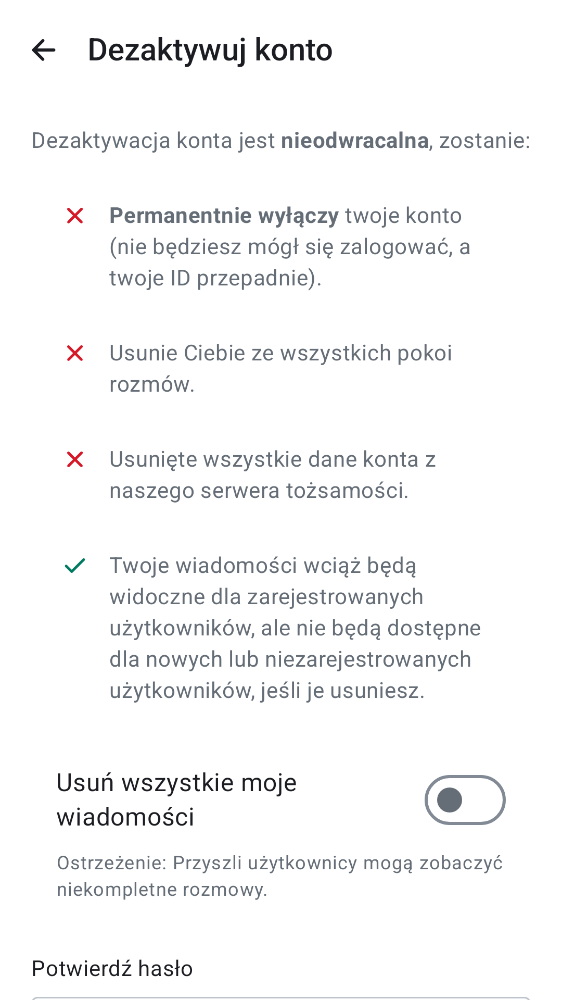 Dezaktywuj konto
Dezaktywacja konta jest nieodwracalna, zostanie:
Permanentnie wyłączy twoje konto
(nie będziesz mógł się zalogować, a
twoje ID przepadnie).
Usunie Ciebie ze wszystkich pokoi
rozmów.
Usunięte wszystkie dane konta z
naszego serwera tożsamości.
Twoje wiadomości wciąż będą
widoczne dla zarejestrowanych
użytkowników, ale nie będą dostępne
dla nowych lub niezarejestrowanych
użytkowników, jeśli je usuniesz.
Usuń wszystkie moje
wiadomości
Ostrzeżenie: Przyszli użytkownicy mogą zobaczyć
niekompletne rozmowy.
Potwierdź hasło